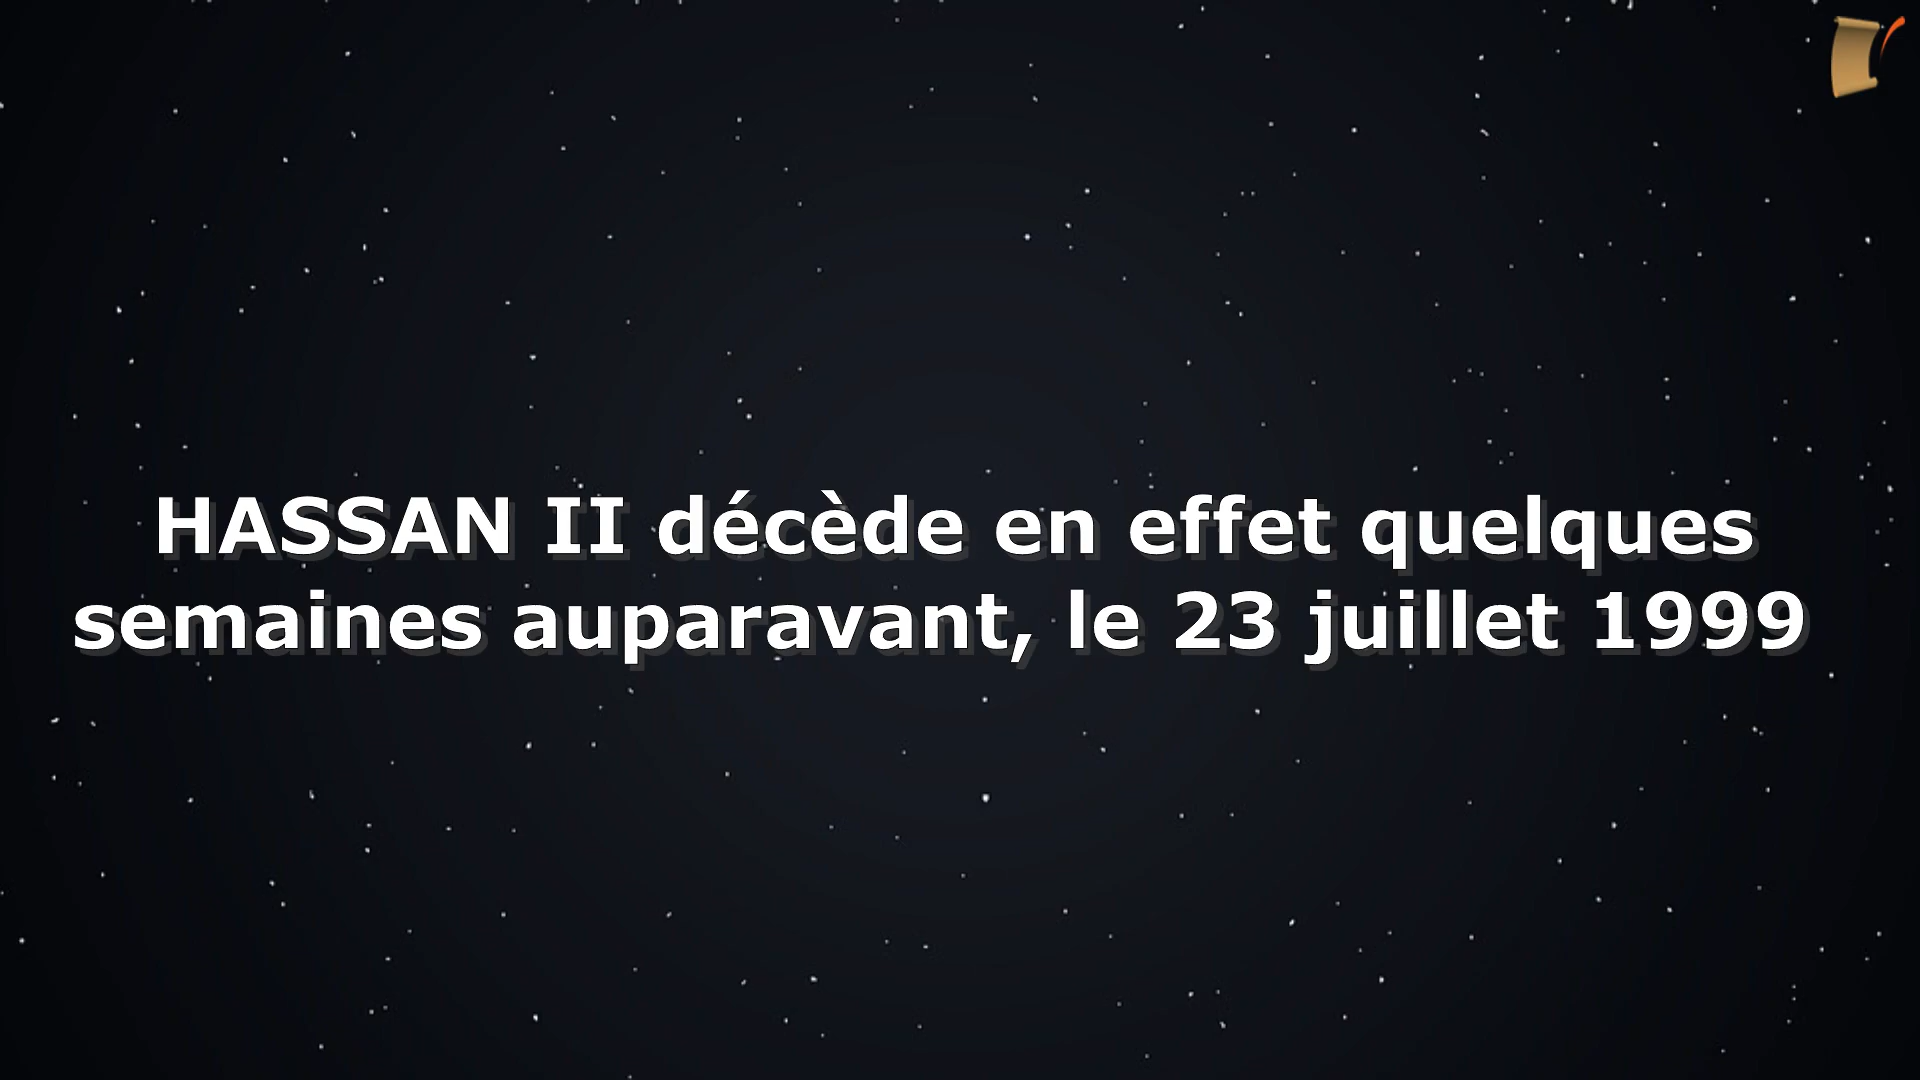 HASSAN II décède en effet quelques
semaines auparavant, le 23 juillet 1999